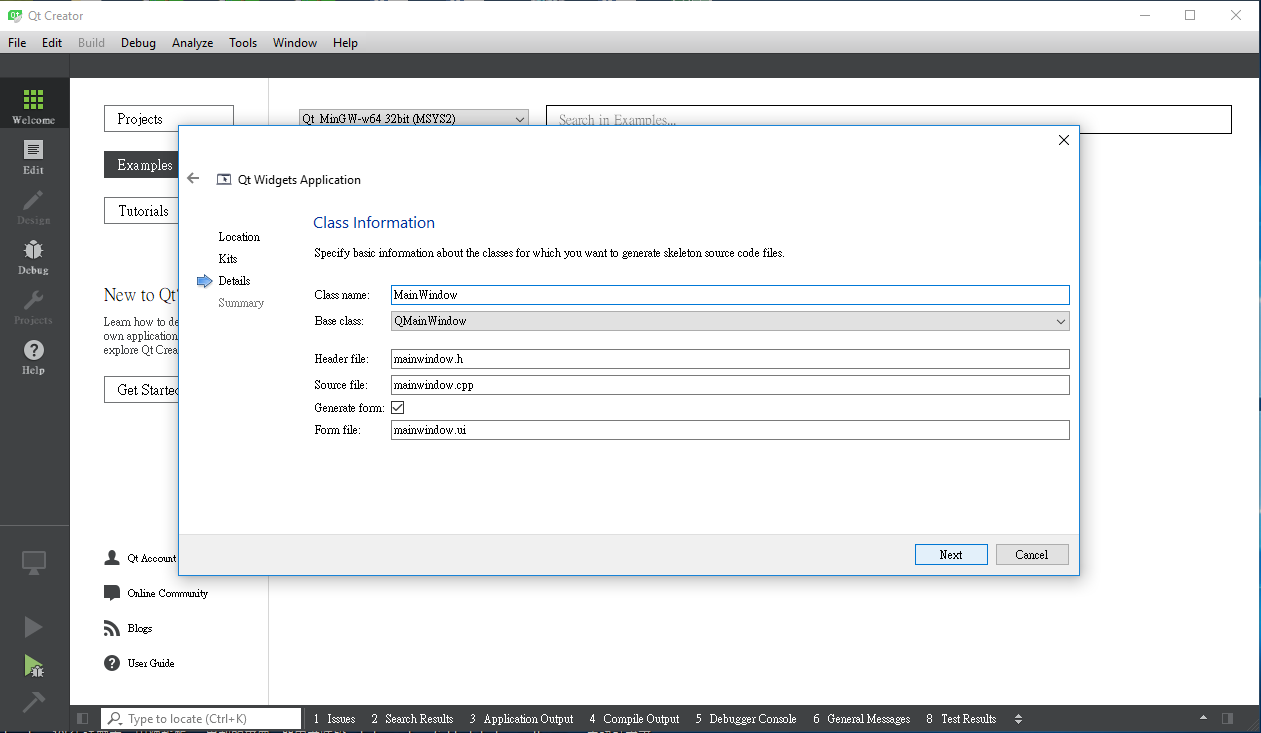 Qt Creator
File Edit Build Debug Analyze Tools Window Help
Welcome
Edit
Design
Debug
Projects
Help
Projects
Examples
Tutorials
New to Qt
Learn how to de
own application
explore Qt Crea
Get Starte
Qt Account
Online Community
Blogs
User Guide
Qt MinGW-w64 32bit (MSYS2)
Search in Examples...
Qt Widgets Application
Location
Kits
Details
Summary
Class Information
Specify basic information about the classes for which you want to generate skeleton source code files.
Class name: MainWindow
Base class: QMainWindow
Header file: mainwindow.h
Source file: mainwindow.cpp
Generate form:
Form file: mainwindow.ui
Next Cancel
Type to locate (Ctrl+K) 1 Issues 2 Search Results 3 Application Output 4 Compile Output 5 Debugger Console 6 General Messages 8 Test Results